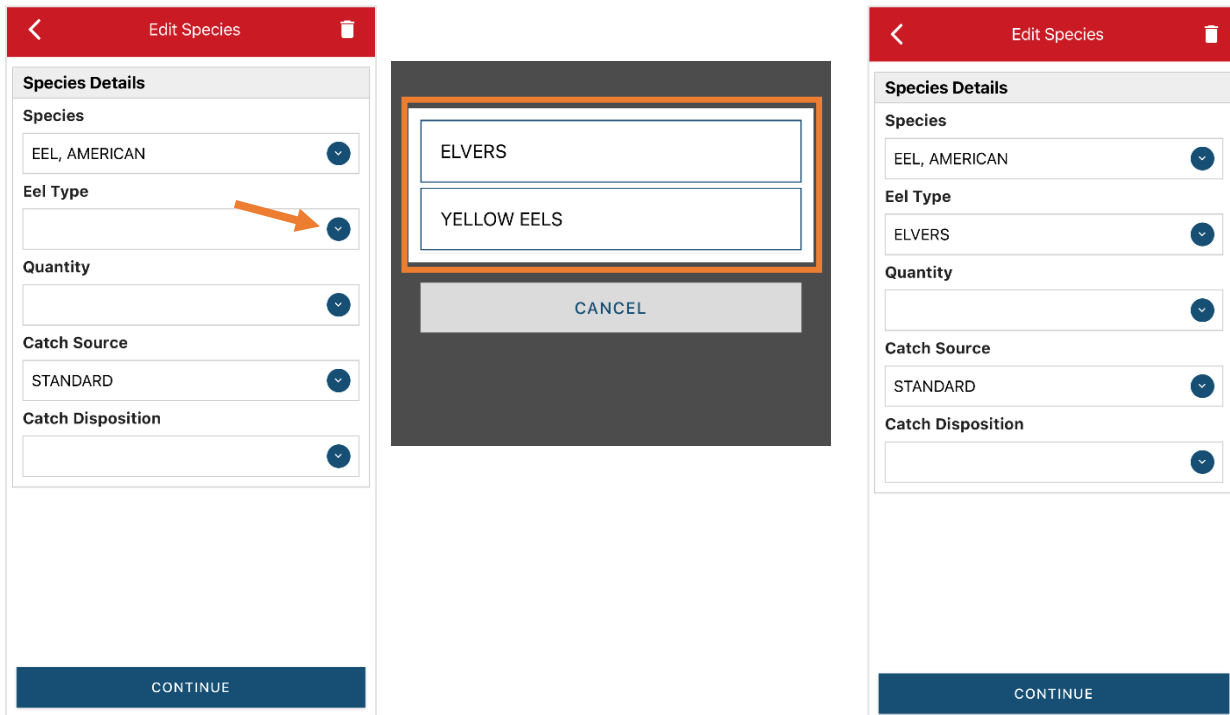 Edit Species
Species Details
Species
EEL, AMERICAN
Eel Type
Quantity
Catch Source
STANDARD
Catch Disposition
CONTINUE
ELVERS
YELLOW EELS
CANCEL
Edit Species
Species Details
Species
EEL, AMERICAN
Eel Type
ELVERS
Quantity
Catch Source
STANDARD
Catch Disposition
CONTINUE